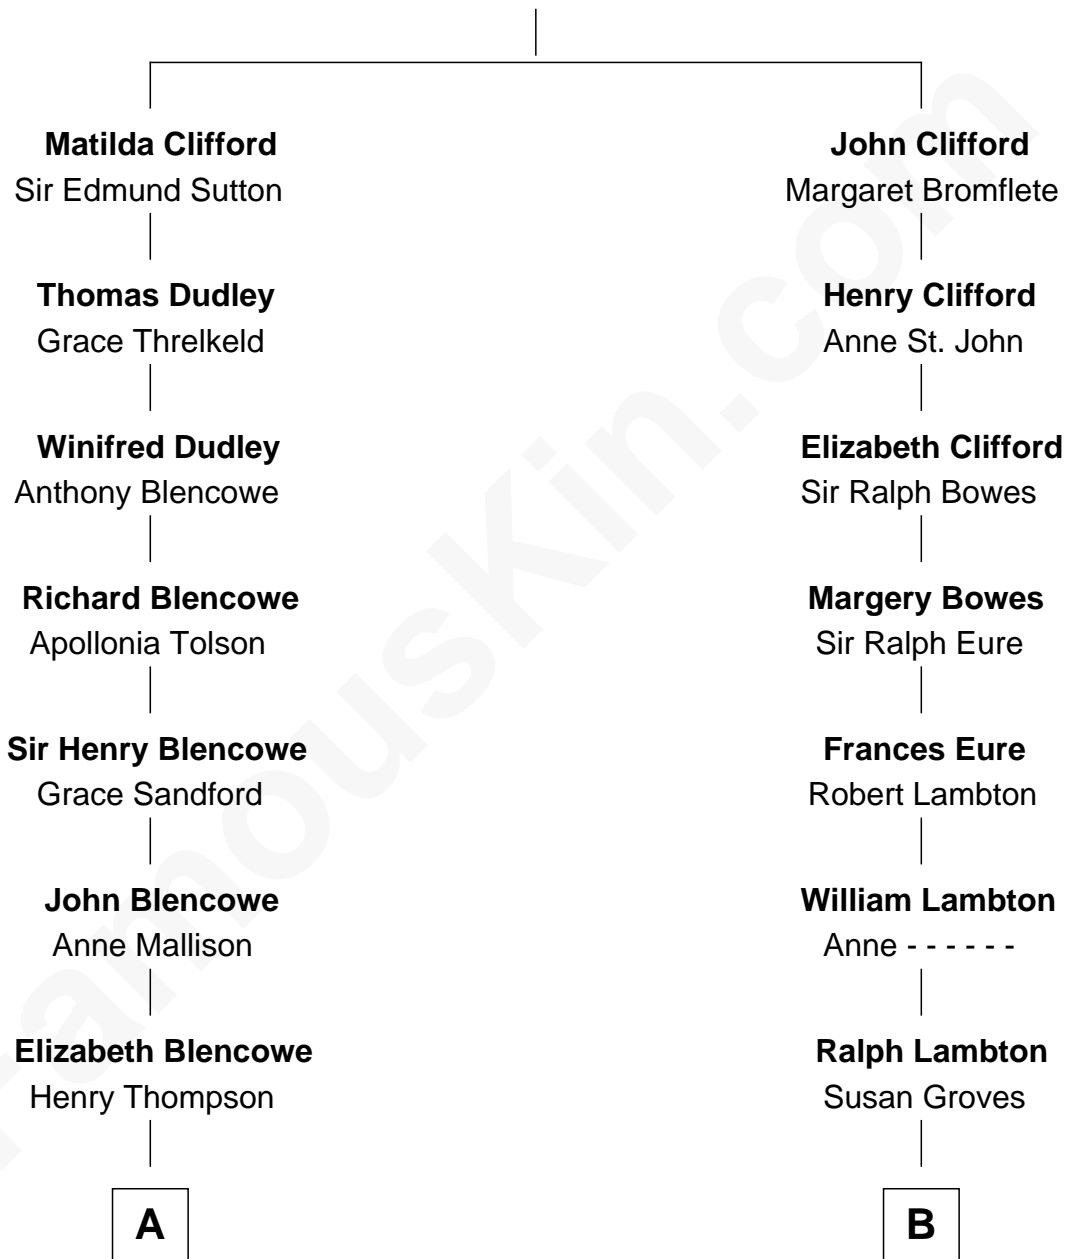 Matilda Clifford
Sir Edmund Sutton
Thomas Dudley
Grace Threlkeld
Winifred Dudley
Anthony Blencowe
Richard Blencowe
Apollonia Tolson
Sir Henry Blencowe
Grace Sandford
John Blencowe
Anne Mallison
Elizabeth Blencowe
Henry Thompson
A
John Clifford
Margaret Bromflete
Henry Clifford
Anne St. John
Elizabeth Clifford
Sir Ralph Bowes
Margery Bowes
Sir Ralph Eure
Frances Eure
Robert Lambton
William Lambton
Anne - - - - - -
Ralph Lambton
Susan Groves
B
FamousKin.com